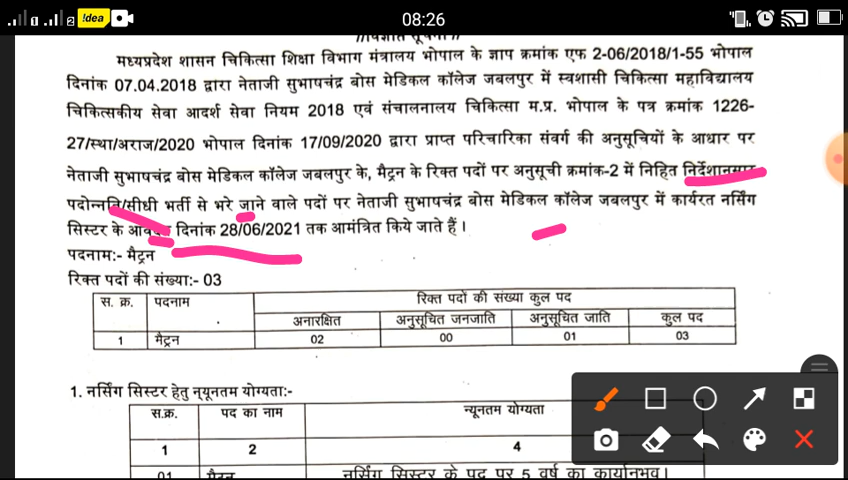 !dea 08:26
//विज्ञप्ति सूचना//
मध्यप्रदेश शासन चिकित्सा शिक्षा विभाग मंत्रालय भोपाल के ज्ञाप क्रमांक एफ 2-06/2018/1-55 भोपाल
दिनांक 07.04.2018 द्वारा नेताजी सुभाषचंद्र बोस मेडिकल कॉलेज जबलपुर में स्वशासी चिकित्सा महाविद्यालय
चिकित्सकीय सेवा आदर्श सेवा नियम 2018 एवं संचालनालय चिकित्सा म.प्र. भोपाल के पत्र क्रमांक 1226-
27/स्था/अराज/2020 भोपाल दिनांक 17/09/2020 द्वारा प्राप्त परिचारिका संवर्ग की अनुसूचियों के आधार पर
नेताजी सुभाषचंद्र बोस मेडिकल कॉलेज जबलपुर के, मैट्रन के रिक्त पदों पर अनुसूची क्रमांक-2 में निहित निर्देशानुसार
पदोन्नति/सीधी भर्ती से भरे जाने वाले पदों पर नेताजी सुभाषचंद्र बोस मेडिकल कॉलेज जबलपुर में कार्यरत नर्सिंग
सिस्टर के आवेदन दिनांक 28/06/2021 तक आमंत्रित किये जाते हैं।
पदनाम:- मैट्रन
रिक्त पदों की संख्या:- 03
स. क्र. पदनाम रिक्त पदों की संख्या कुल पद
अनारक्षित अनुसूचित जनजाति अनुसूचित जाति कुल पद
1 मैट्रन 02 00 01 03
1. नर्सिंग सिस्टर हेतु न्यूनतम योग्यता:-
स.क्र. पद का नाम न्यूनतम योग्यता
1 2 4
01 मैट्रन नर्सिंग सिस्टर के पद पर 5 वर्ष का कार्यानुभव।